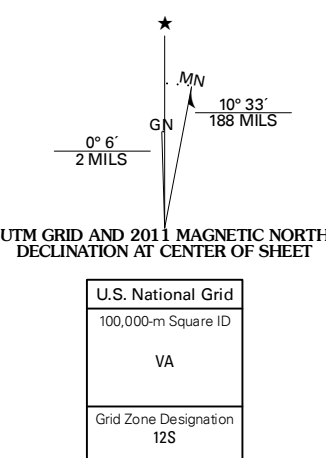 ★
MN
10° 33´
188 MILS
GN
0° 6´
2 MILS
UTM GRID AND 2011 MAGNETIC NORTH
DECLINATION AT CENTER OF SHEET
U.S. National Grid
100,000-m Square ID
VA
Grid Zone Designation
12S